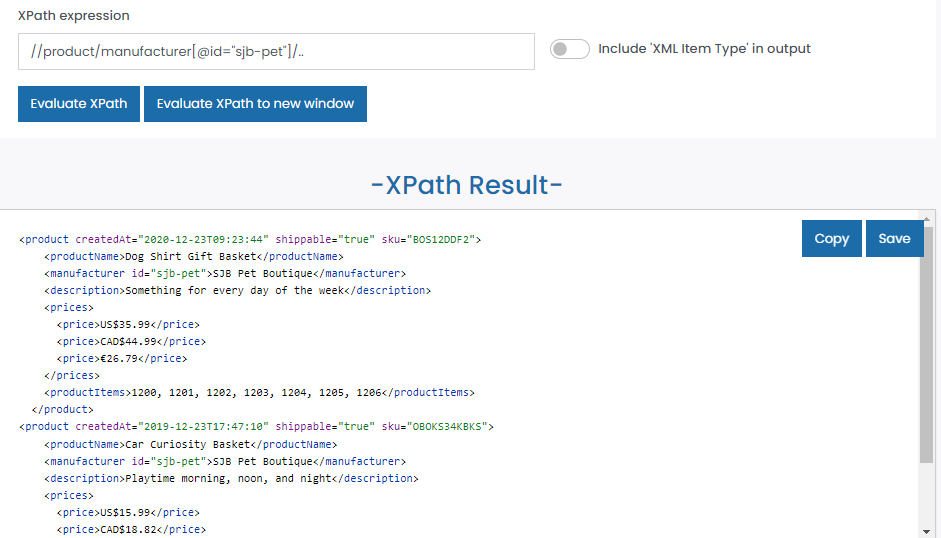 XPath expression
//product/manufacturer[@id="sjb-pet"]/..
Include 'XML Item Type' in output
Evaluate XPath
Evaluate XPath to new window
-XPath Result-
Copy
Save
<product createdAt="2020-12-23T09:23:44" shippable="true" sku="BOS12DDF2">
<productName>Dog Shirt Gift Basket</productName>
<manufacturer id="sjb-pet">SJB Pet Boutique</manufacturer>
<description>Something for every day of the week</description>
<prices>
<price>US$35.99</price>
<price>CAD$44.99</price>
<price>€26.79</price>
</prices>
<productItems>1200, 1201, 1202, 1203, 1204, 1205, 1206</productItems>
</product>
<product createdAt="2019-12-23T17:47:10" shippable="true" sku="OBOKS34KBKS">
<productName>Car Curiosity Basket</productName>
<manufacturer id="sjb-pet">SJB Pet Boutique</manufacturer>
<description>Playtime morning, noon, and night</description>
<prices>
<price>US$15.99</price>
<price>CAD$18.82</price>